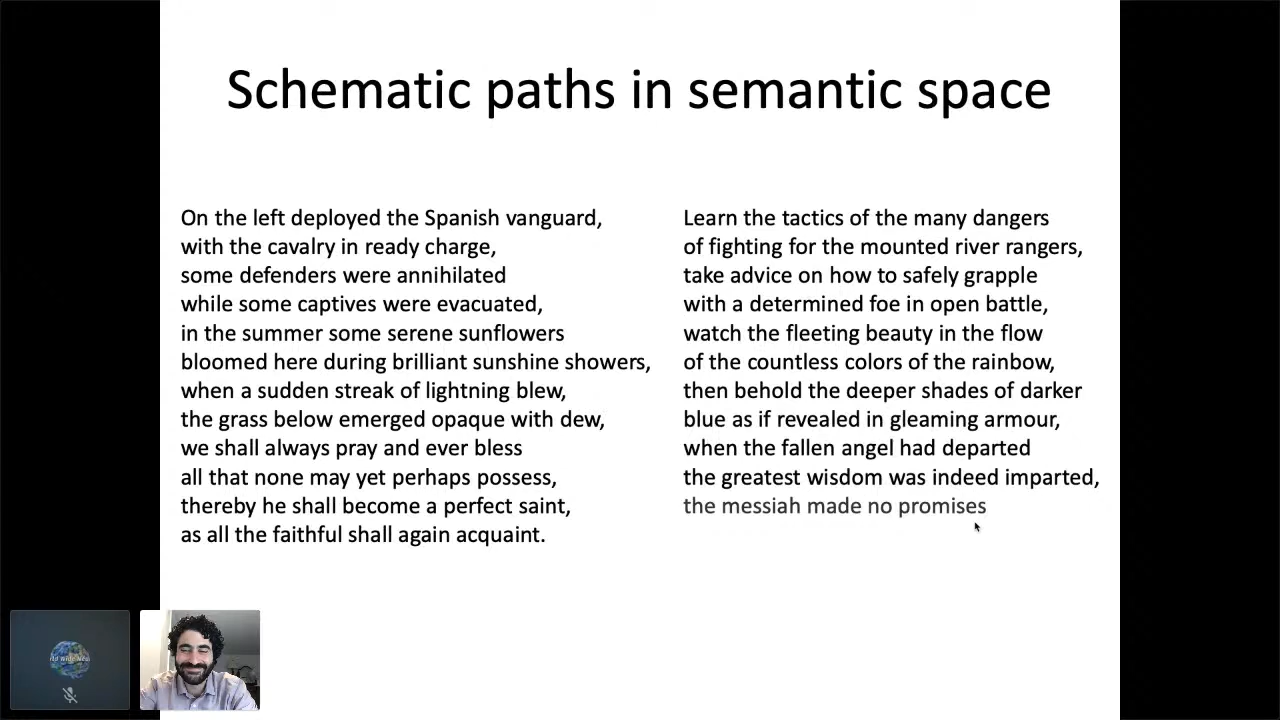 Schematic paths in semantic space
On the left deployed the Spanish vanguard,
with the cavalry in ready charge,
some defenders were annihilated
while some captives were evacuated,
in the summer some serene sunflowers
bloomed here during brilliant sunshine showers,
when a sudden streak of lightning blew,
the grass below emerged opaque with dew,
we shall always pray and ever bless
all that none may yet perhaps possess,
thereby he shall become a perfect saint,
as all the faithful shall again acquaint.
Learn the tactics of the many dangers
of fighting for the mounted river rangers,
take advice on how to safely grapple
with a determined foe in open battle,
watch the fleeting beauty in the flow
of the countless colors of the rainbow,
then behold the deeper shades of darker
blue as if revealed in gleaming armour,
when the fallen angel had departed
the greatest wisdom was indeed imparted,
the messiah made no promises